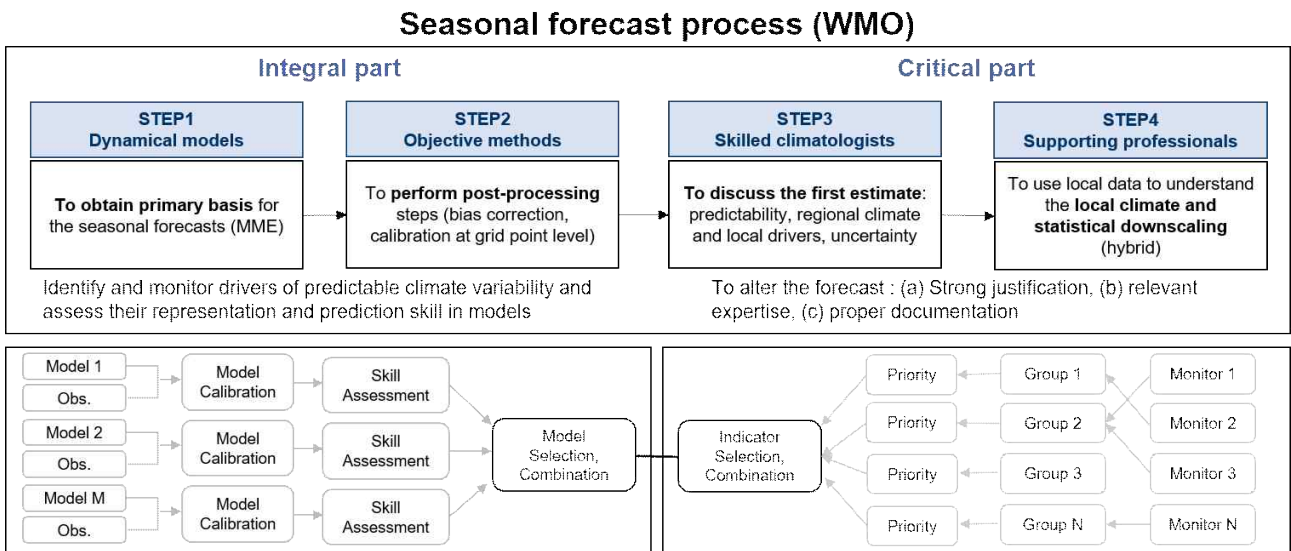 Seasonal forecast process (WMO)
Integral part
Critical part
STEP1
Dynamical models
To obtain primary basis for
the seasonal forecasts (MME)
STEP2
Objective methods
To perform post-processing
steps (bias correction,
calibration at grid point level)
STEP3
Skilled climatologists
To discuss the first estimate:
predictability, regional climate
and local drivers, uncertainty
STEP4
Supporting professionals
To use local data to understand
the local climate and
statistical downscaling
(hybrid)
Identify and monitor drivers of predictable climate variability and
assess their representation and prediction skill in models
To alter the forecast : (a) Strong justification, (b) relevant
expertise, (c) proper documentation
Model 1
Obs.
Model
Calibration
Skill
Assessment
Model 2
Obs.
Model
Calibration
Skill
Assessment
Model M
Obs.
Model
Calibration
Skill
Assessment
Model
Selection,
Combination
Indicator
Selection,
Combination
Priority
Group 1
Monitor 1
Priority
Group 2
Monitor 2
Priority
Group 3
Monitor 3
Priority
Group N
Monitor N